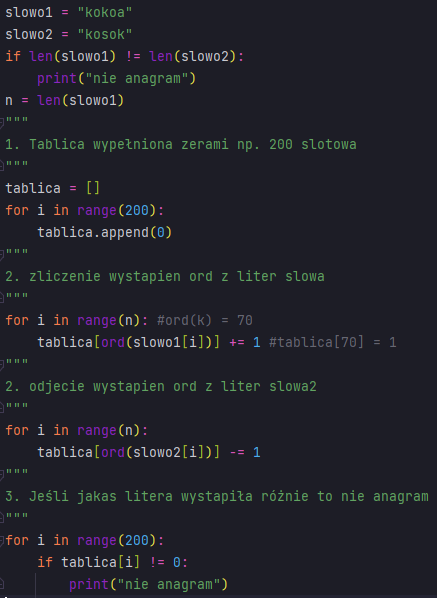 slowo1 = "kokoa"
slowo2 = "kosok"
if len(slowo1) != len(slowo2):
    print("nie anagram")
n = len(slowo1)
"""
1. Tablica wypełniona zerami np. 200 slotowa
"""
tablica = []
for i in range(200):
    tablica.append(0)
"""
2. zliczenie wystapien ord z liter slowa
"""
for i in range(n): #ord(k) = 70
    tablica[ord(slowo1[i])] += 1 #tablica[70] = 1
"""
2. odjecie wystapien ord z liter slowa2
"""
for i in range(n):
    tablica[ord(slowo2[i])] -= 1
"""
3. Jeśli jakas litera wystapiła różnie to nie anagram
"""
for i in range(200):
    if tablica[i] != 0:
        print("nie anagram")